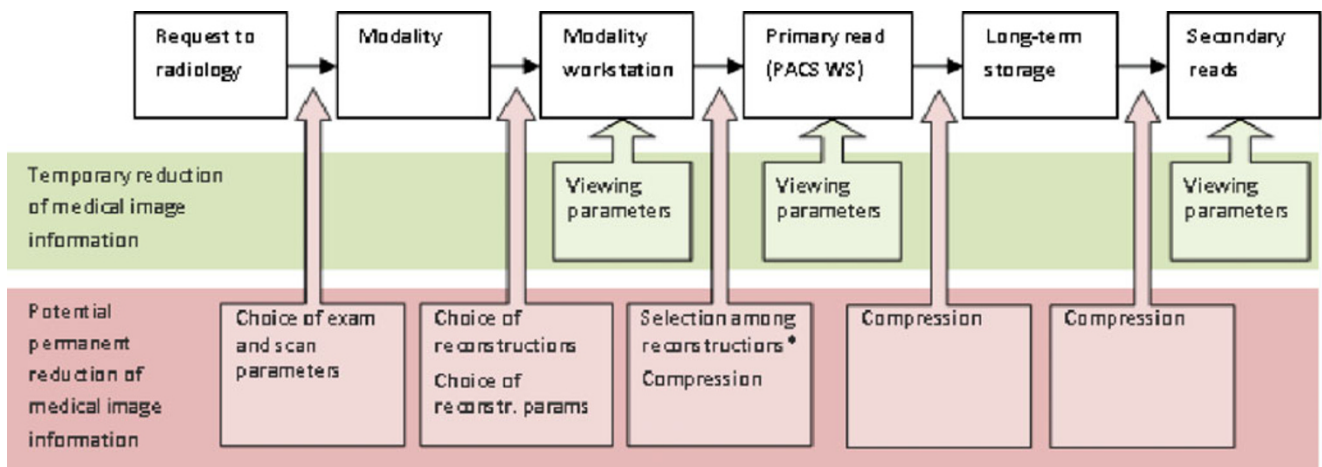 Request to
radiology
Modality
Modality
workstation
Primary read
(PACS WS)
Long-term
storage
Secondary
reads
Temporary reduction
of medical image
information
Viewing
parameters
Viewing
parameters
Viewing
parameters
Potential
permanent
reduction of
medical image
information
Choice of exam
and scan
parameters
Choice of
reconstructions
Choice of
reconstr. params
Selection among
reconstructions*
Compression
Compression
Compression